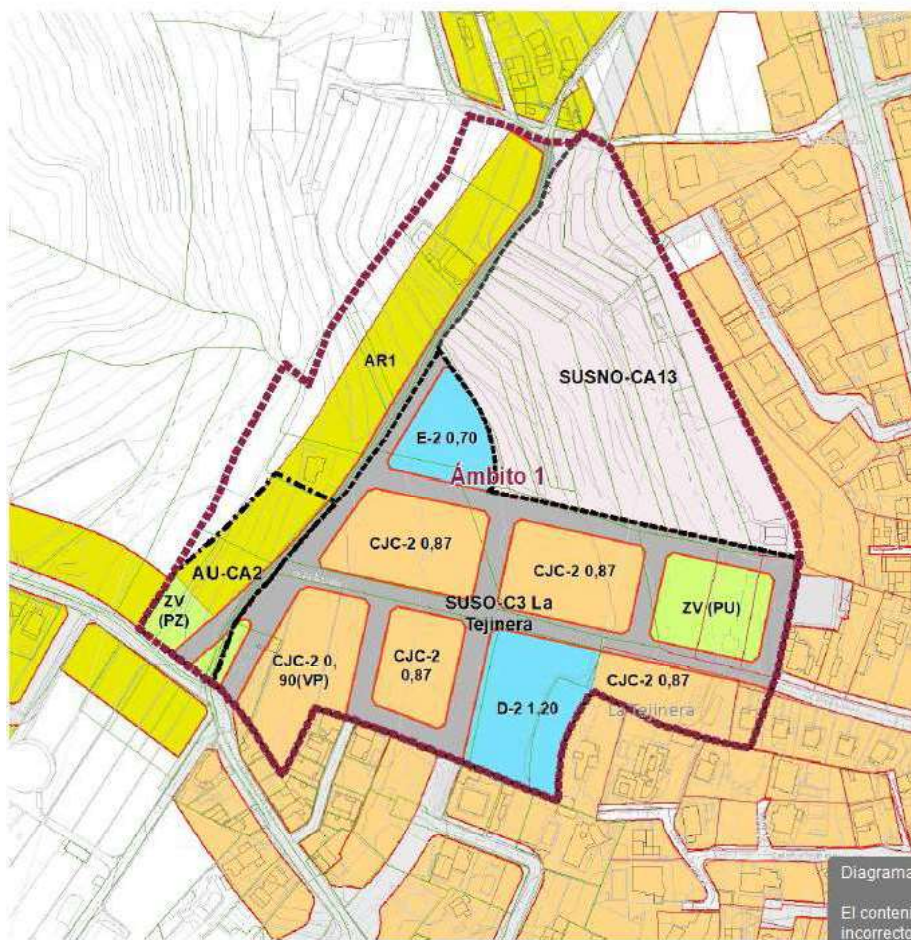 AR1
SUSNO-CA13
E-2 0,70
Ámbito 1
CJC-2 0,87
CJC-2 0,87
AU-CA2
ZV
(PZ)
SUSO-C3 La
Tejinera
ZV (PU)
CJC-2 0,
90(VP)
CJC-2
0,87
CJC-2 0,87
D-2 1,20
La Tejinera
Diagrama
El conteni
incorrecto